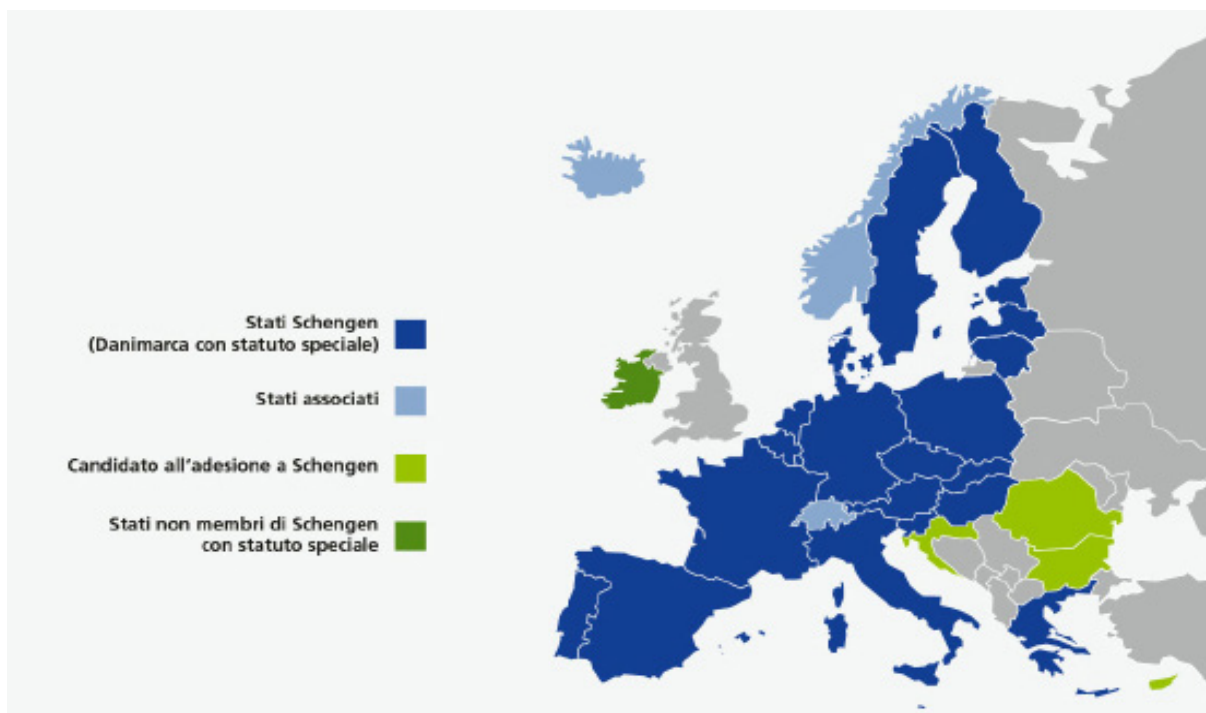 Stati Schengen
(Danimarca con statuto speciale)
Stati associati
Candidato all'adesione a Schengen
Stati non membri di Schengen
con statuto speciale